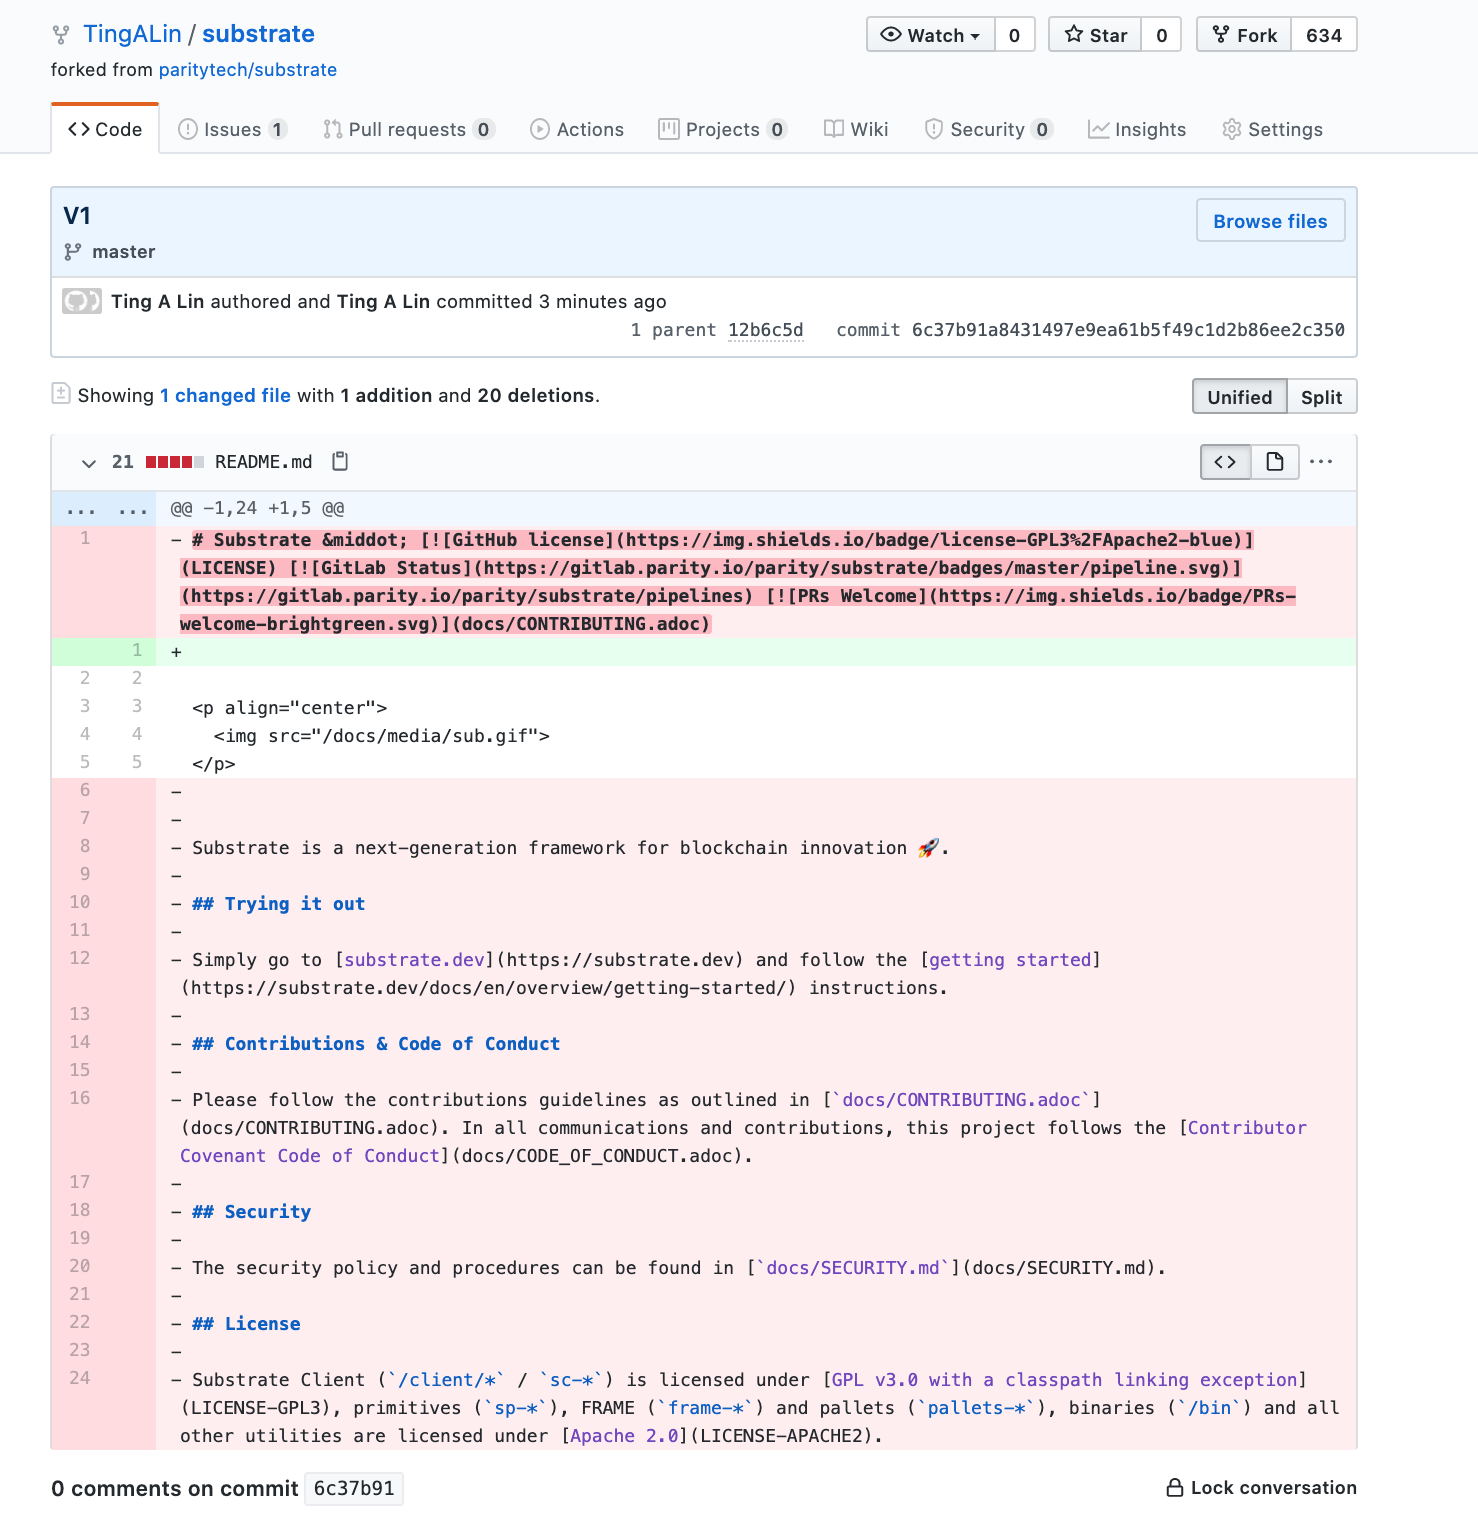 TingALin / substrate
Watch 0 Star 0 Fork 634
forked from paritytech/substrate
Code Issues 1 Pull requests 0 Actions Projects 0 Wiki Security 0 Insights Settings
V1
Browse files
master
Ting A Lin authored and Ting A Lin committed 3 minutes ago
1 parent 12b6c5d commit 6c37b91a8431497e9ea61b5f49c1d2b86ee2c350
Showing 1 changed file with 1 addition and 20 deletions.
Unified Split
21 README.md
... ... @@ -1,24 +1,5 @@
1 - # Substrate &middot; [![GitHub license](https://img.shields.io/badge/license-GPL3%2FApache2-blue)]
(LICENSE) [![GitLab Status](https://gitlab.parity.io/parity/substrate/badges/master/pipeline.svg)]
(https://gitlab.parity.io/parity/substrate/pipelines) [![PRs Welcome](https://img.shields.io/badge/PRs-
welcome-brightgreen.svg)](docs/CONTRIBUTING.adoc)
1 +
2 2
3 3 <p align="center">
4 4 <img src="/docs/media/sub.gif">
5 5 </p>
6 -
7 -
8 - Substrate is a next-generation framework for blockchain innovation 🚀.
9 -
10 - ## Trying it out
11 -
12 - Simply go to [substrate.dev](https://substrate.dev) and follow the [getting started]
(https://substrate.dev/docs/en/overview/getting-started/) instructions.
13 -
14 - ## Contributions & Code of Conduct
15 -
16 - Please follow the contributions guidelines as outlined in [`docs/CONTRIBUTING.adoc`]
(docs/CONTRIBUTING.adoc). In all communications and contributions, this project follows the [Contributor
Covenant Code of Conduct](docs/CODE_OF_CONDUCT.adoc).
17 -
18 - ## Security
19 -
20 - The security policy and procedures can be found in [`docs/SECURITY.md`](docs/SECURITY.md).
21 -
22 - ## License
23 -
24 - Substrate Client (`/client/*` / `sc-*`) is licensed under [GPL v3.0 with a classpath linking exception]
(LICENSE-GPL3), primitives (`sp-*`), FRAME (`frame-*`) and pallets (`pallets-*`), binaries (`/bin`) and all
other utilities are licensed under [Apache 2.0](LICENSE-APACHE2).
0 comments on commit 6c37b91
Lock conversation